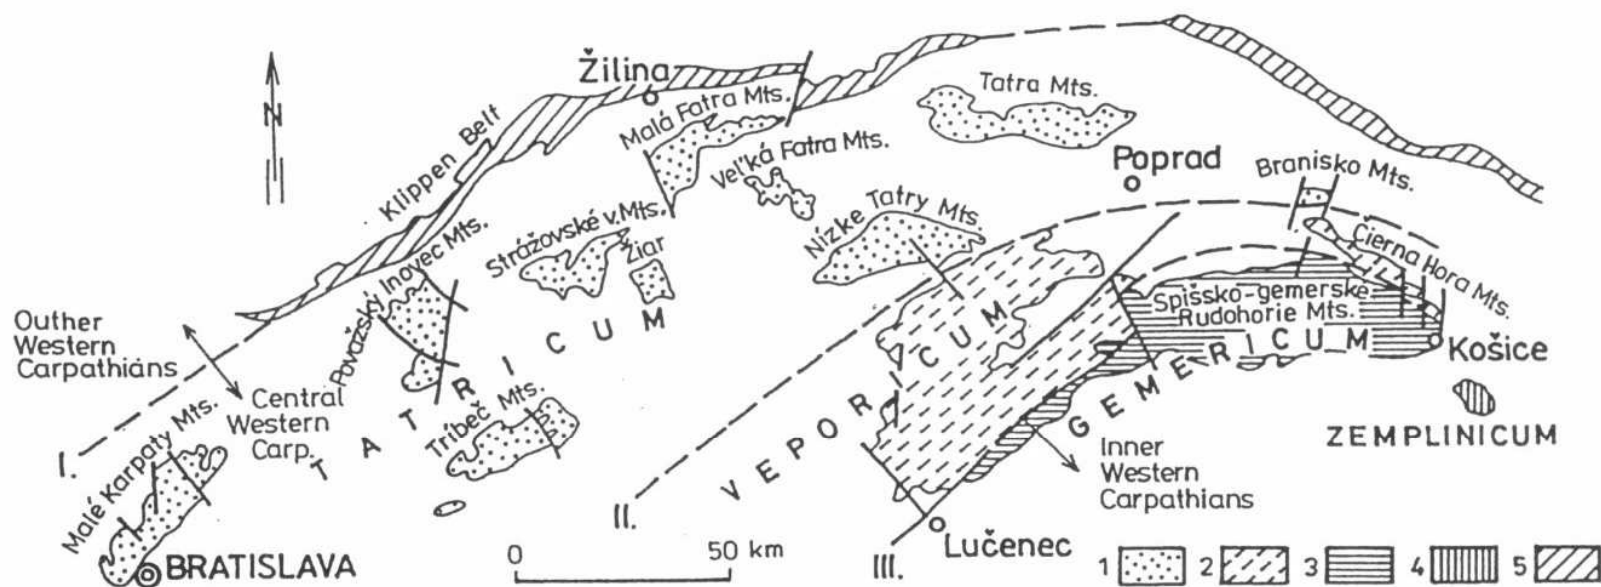 N
Žilina
Klippen Belt
Malá Fatra Mts.
Tatra Mts.
Veľká Fatra Mts.
Poprad
Branisko Mts.
Strážovské v. Mts.
Žiar
Nízke Tatry Mts
Čierna Hora Mts.
Považský Inovec Mts.
Spišsko-gemerské
Rudohorie Mts.
Outher
Western
Carpathians
Central
Western
Carp.
TATRICUM
VEPORICUM
GEMERICUM
Košice
ZEMPLINICUM
Tríbeč Mts.
Malé Karpaty Mts.
Inner
Western
Carpathians
I.
II.
III.
BRATISLAVA
0 50 km
Lučenec
1 2 3 4 5